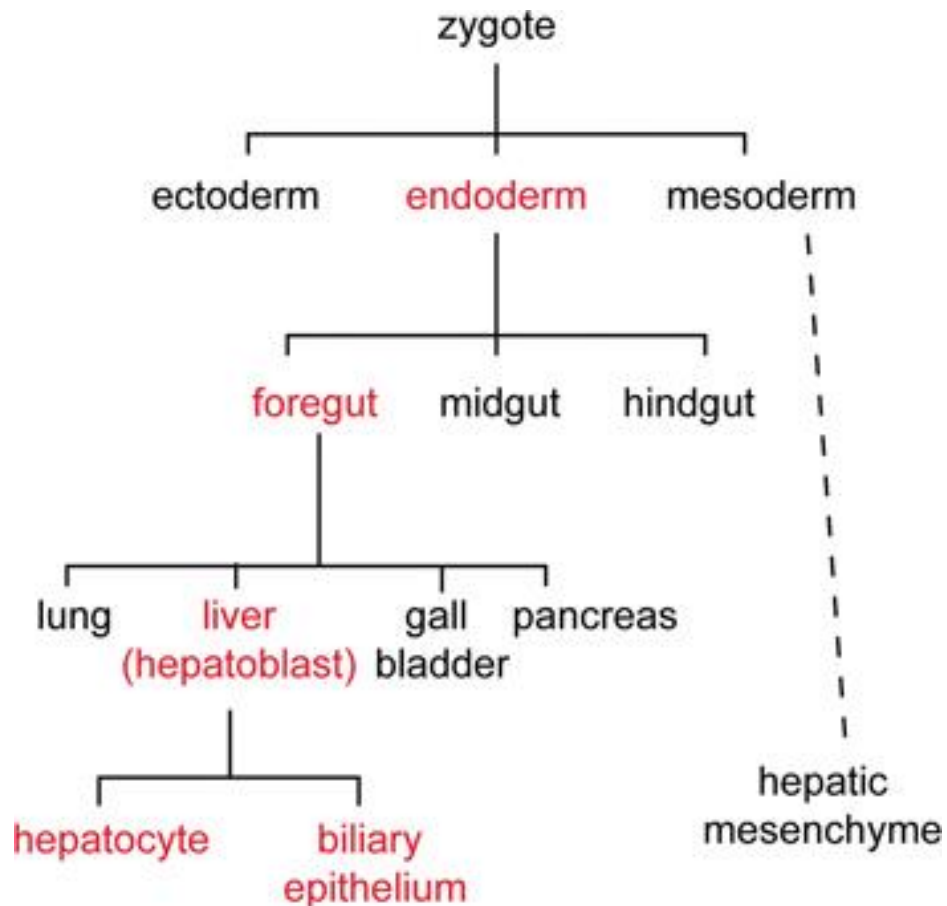 zygote
ectoderm endoderm mesoderm
foregut midgut hindgut
lung liver gall pancreas
(hepatoblast) bladder
hepatic
mesenchyme
hepatocyte biliary
epithelium